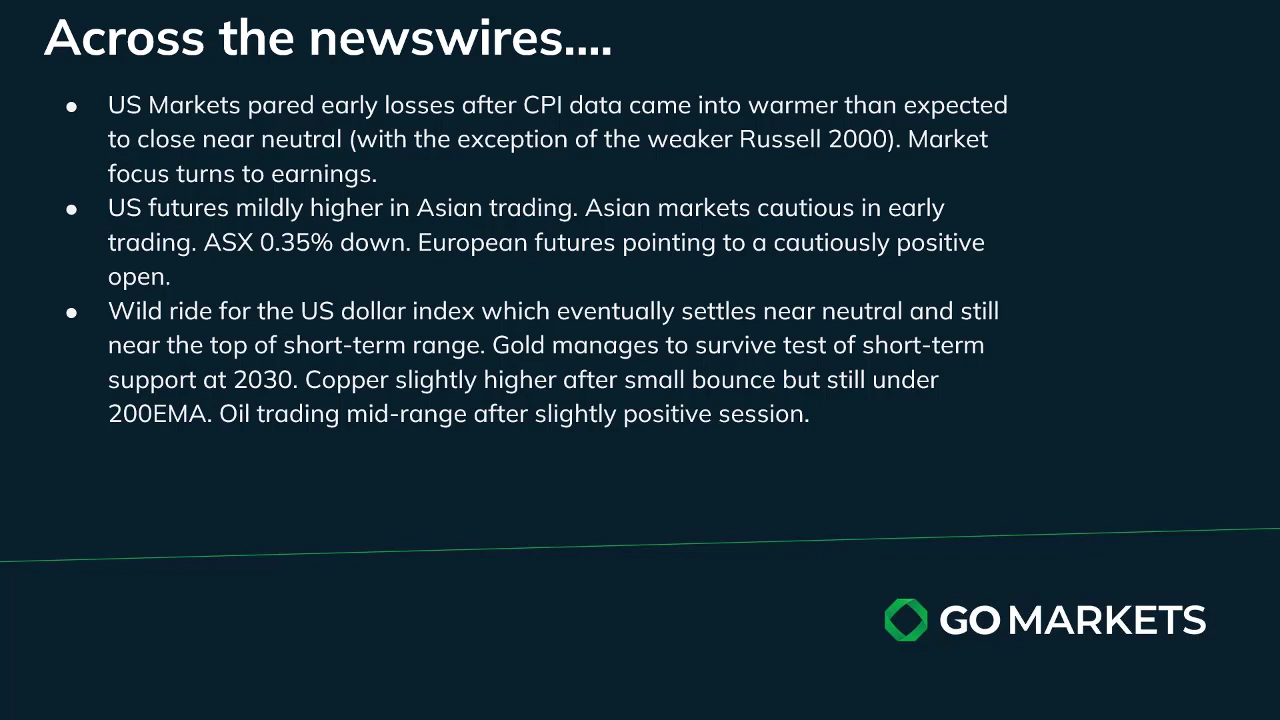 Across the newswires....
● US Markets pared early losses after CPI data came into warmer than expected
to close near neutral (with the exception of the weaker Russell 2000). Market
focus turns to earnings.
● US futures mildly higher in Asian trading. Asian markets cautious in early
trading. ASX 0.35% down. European futures pointing to a cautiously positive
open.
● Wild ride for the US dollar index which eventually settles near neutral and still
near the top of short-term range. Gold manages to survive test of short-term
support at 2030. Copper slightly higher after small bounce but still under
200EMA. Oil trading mid-range after slightly positive session.
GO MARKETS